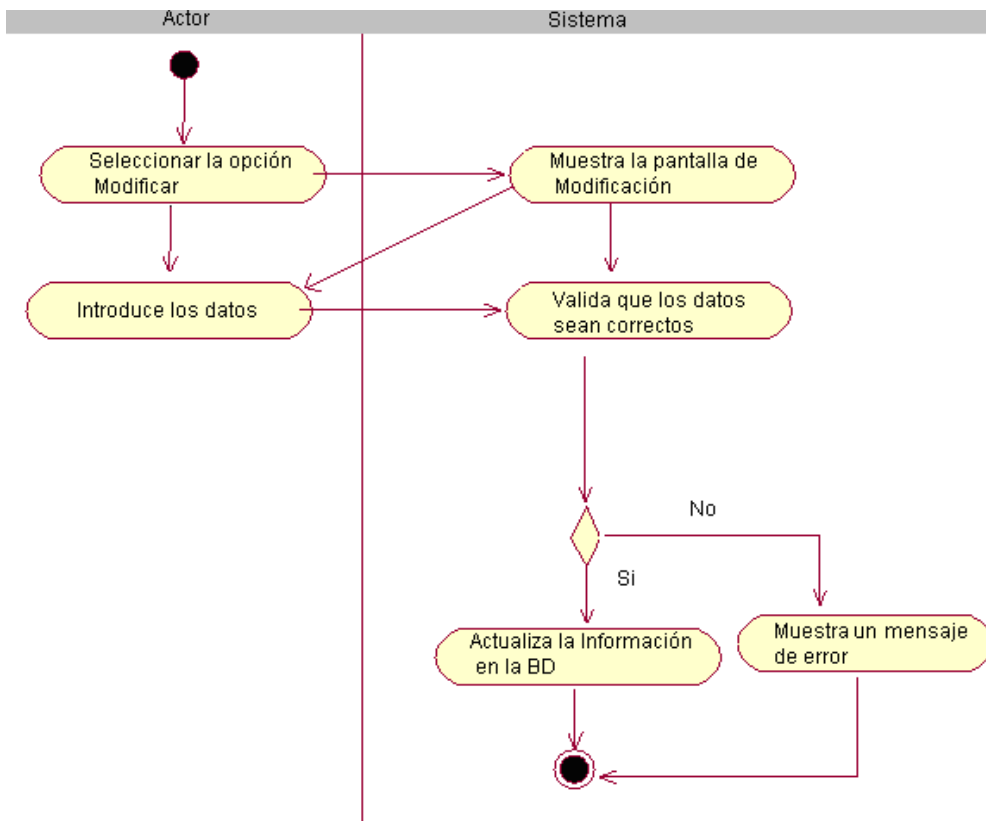 Actor
Sistema
Seleccionar la opción
Modificar
Muestra la pantalla de
Modificación
Introduce los datos
Valida que los datos
sean correctos
No
Si
Actualiza la Información
en la BD
Muestra un mensaje
de error